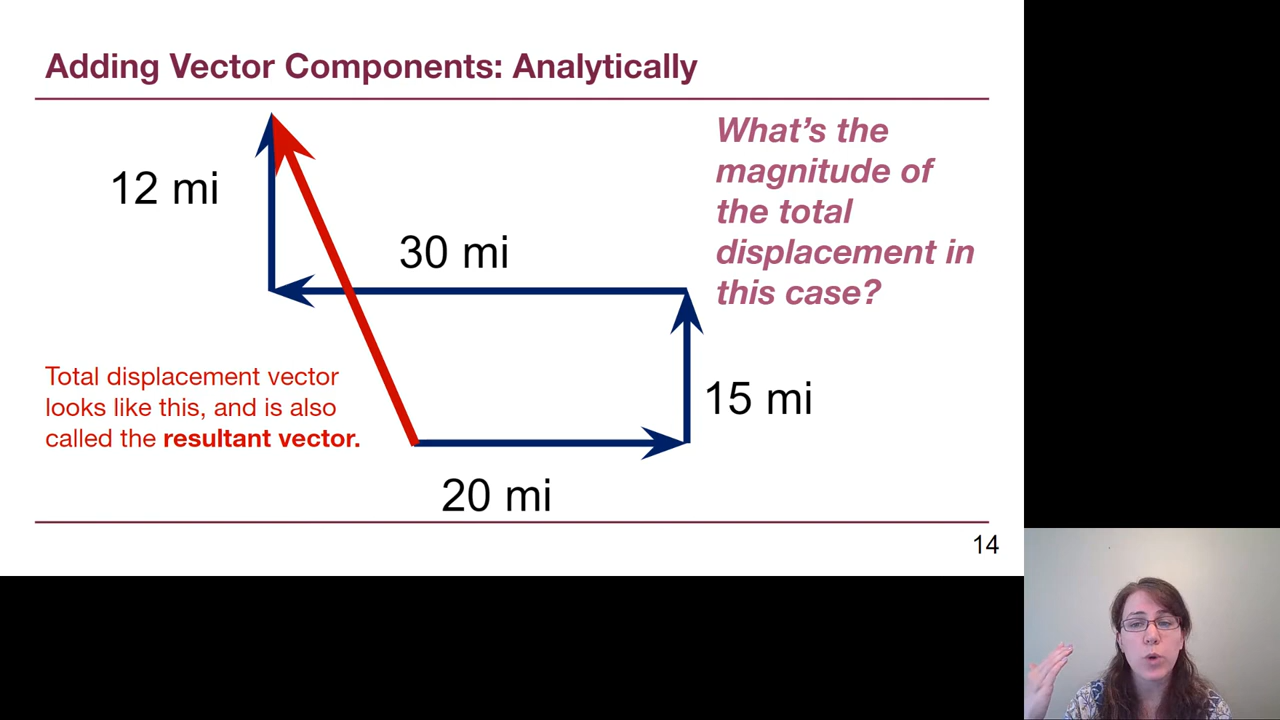 Adding Vector Components: Analytically
What's the
magnitude of
the total
displacement in
this case?
12 mi
30 mi
15 mi
20 mi
Total displacement vector
looks like this, and is also
called the resultant vector.
14